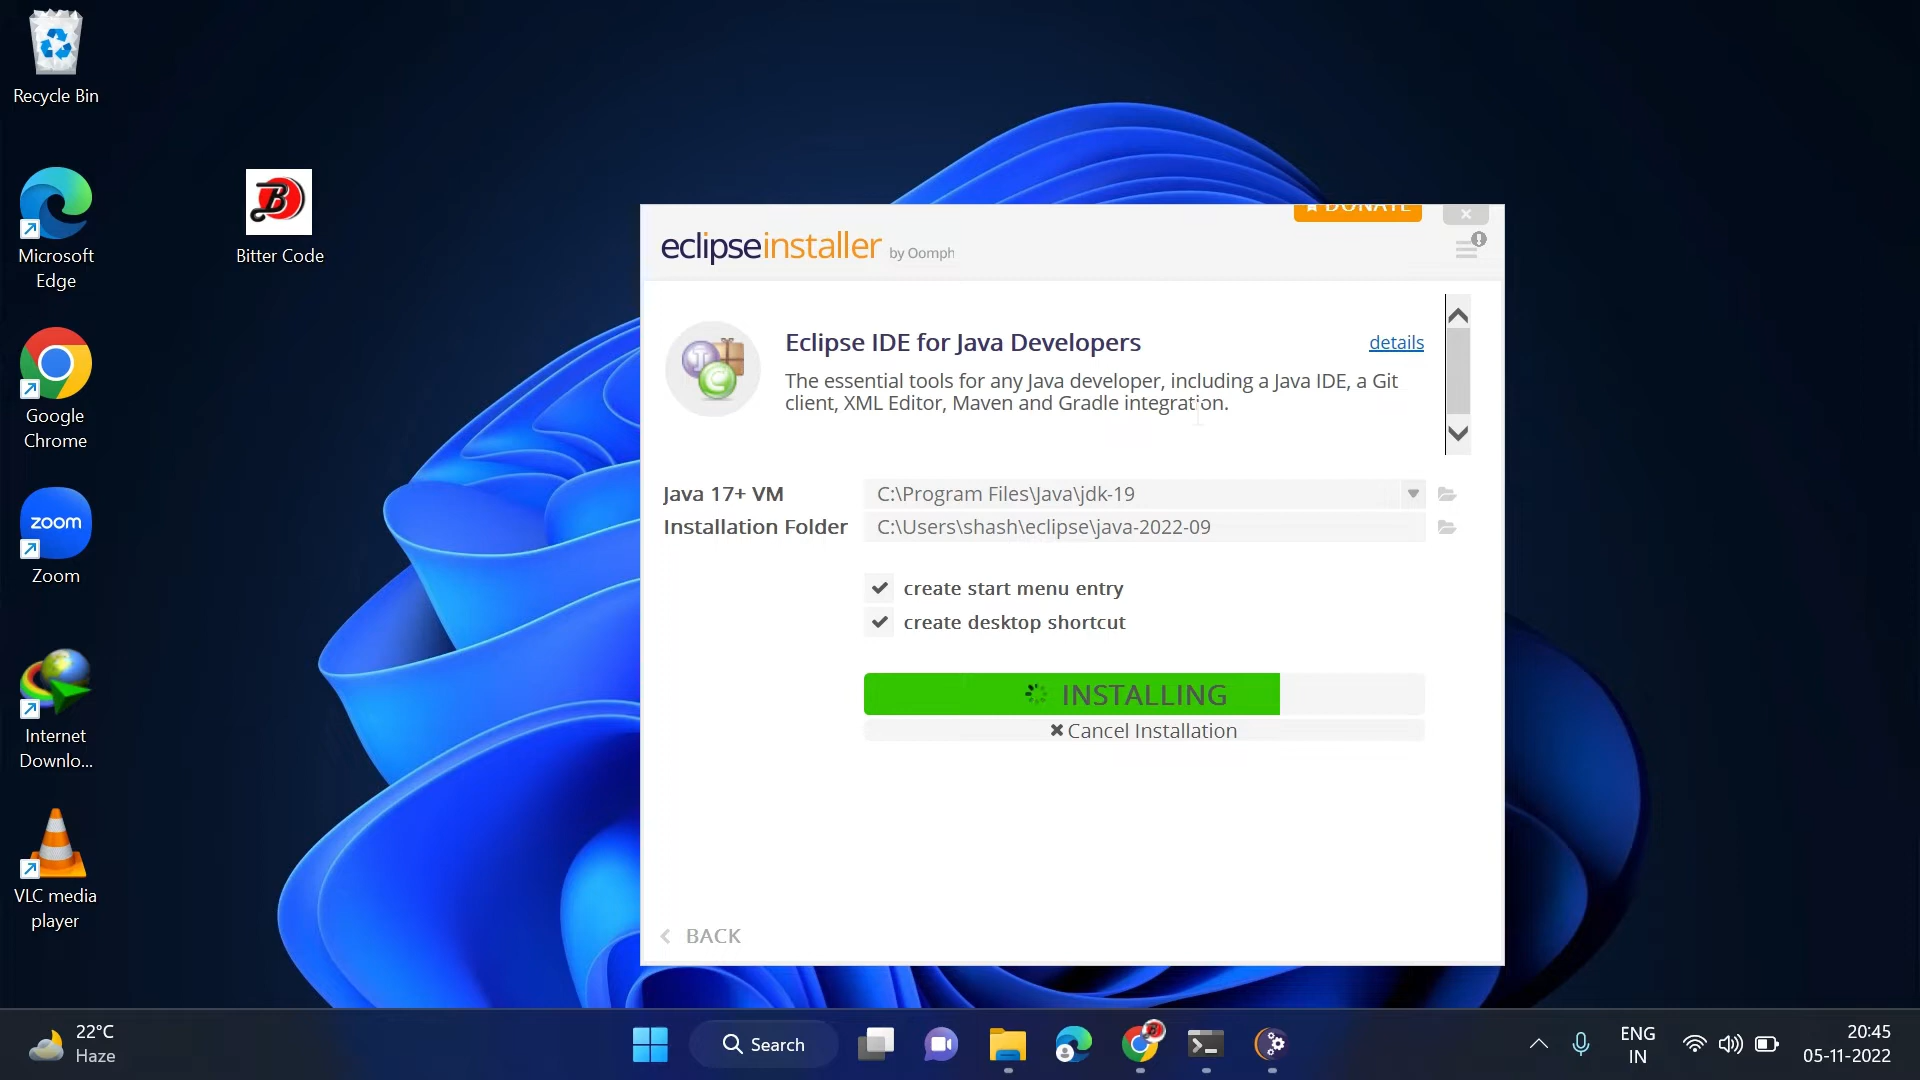 Recycle Bin
Microsoft
Edge
Bitter Code
Google
Chrome
zoom
Zoom
Internet
Downlo...
VLC media
player
DONATE
eclipseinstaller by Oomph
Eclipse IDE for Java Developers
details
The essential tools for any Java developer, including a Java IDE, a Git
client, XML Editor, Maven and Gradle integration.
Java 17+ VM
C:\Program Files\Java\jdk-19
Installation Folder
C:\Users\shash\eclipse\java-2022-09
create start menu entry
create desktop shortcut
INSTALLING
Cancel Installation
BACK
22°C
Haze
Search
ENG
IN
20:45
05-11-2022